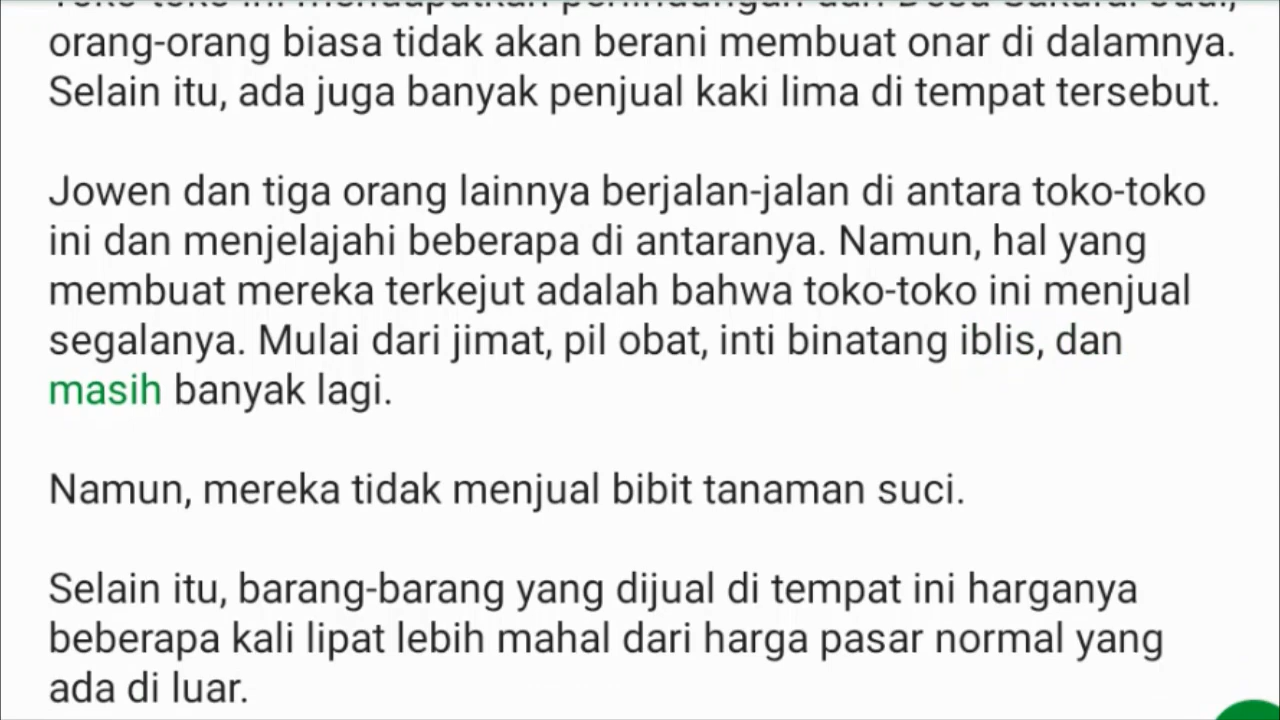 orang-orang biasa tidak akan berani membuat onar di dalamnya.
Selain itu, ada juga banyak penjual kaki lima di tempat tersebut.
Jowen dan tiga orang lainnya berjalan-jalan di antara toko-toko
ini dan menjelajahi beberapa di antaranya. Namun, hal yang
membuat mereka terkejut adalah bahwa toko-toko ini menjual
segalanya. Mulai dari jimat, pil obat, inti binatang iblis, dan
masih banyak lagi.
Namun, mereka tidak menjual bibit tanaman suci.
Selain itu, barang-barang yang dijual di tempat ini harganya
beberapa kali lipat lebih mahal dari harga pasar normal yang
ada di luar.